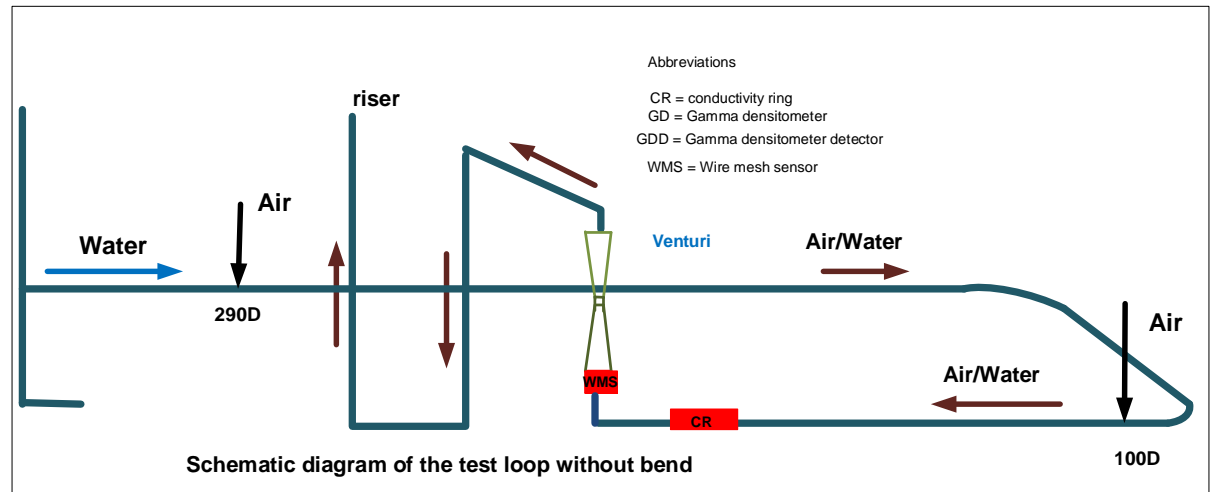 Abbreviations
riser
CR = conductivity ring
GD = Gamma densitometer
GDD = Gamma densitometer detector
WMS = Wire mesh sensor
Air
Water
Venturi
Air/Water
290D
Air
WMS
Air/Water
CR
100D
Schematic diagram of the test loop without bend